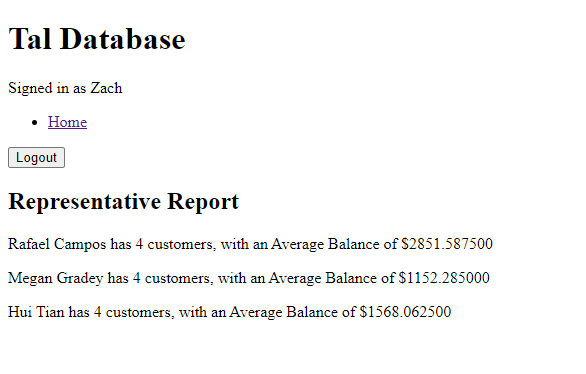 Tal Database
Signed in as Zach
Home
Logout
Representative Report
Rafael Campos has 4 customers, with an Average Balance of $2851.587500
Megan Gradey has 4 customers, with an Average Balance of $1152.285000
Hui Tian has 4 customers, with an Average Balance of $1568.062500